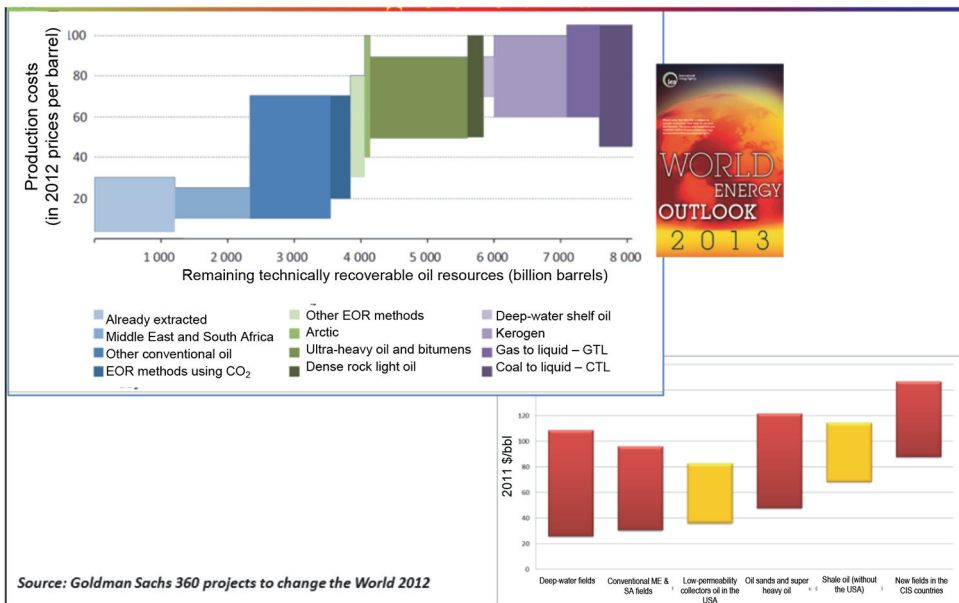 Production costs
(in 2012 prices per barrel)
100
80
60
40
20
1 000
2 000
3 000
4 000
5 000
6 000
7 000
8 000
Remaining technically recoverable oil resources (billion barrels)
Already extracted
Middle East and South Africa
Other conventional oil
EOR methods using CO₂
Other EOR methods
Arctic
Ultra-heavy oil and bitumens
Dense rock light oil
Deep-water shelf oil
Kerogen
Gas to liquid – GTL
Coal to liquid – CTL
iea
WORLD
ENERGY
OUTLOOK
2013
2011 $/bbl
120
100
80
60
40
20
0
Deep-water fields
Conventional ME &
SA fields
Low-permeability
collectors oil in the
USA
Oil sands and super
heavy oil
Shale oil (without
the USA)
New fields in the
CIS countries
Source: Goldman Sachs 360 projects to change the World 2012